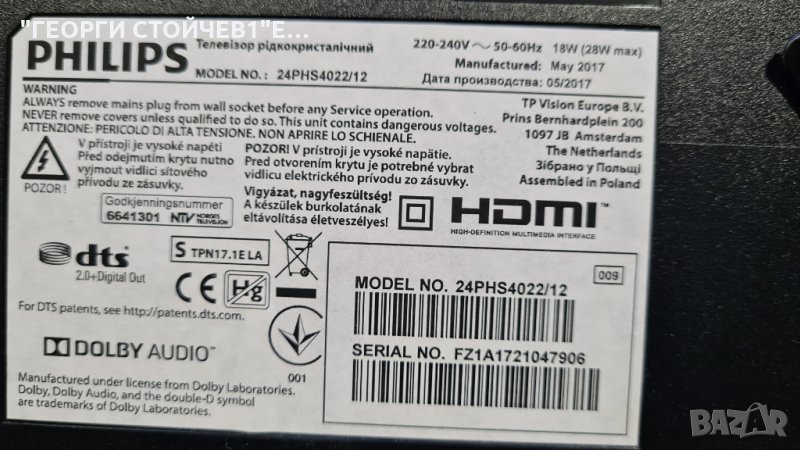 "ГЕОРГИ СТОЙЧЕВ1"ЕООД
PHILIPS
Телевізор рідкокристалічний
MODEL NO.: 24PHS4022/12
220-240V ~ 50-60Hz 18W (28W max)
Manufactured: May 2017
Дата производства: 05/2017
WARNING
ALWAYS remove mains plug from wall socket before any Service operation.
NEVER remove covers unless qualified to do so. This unit contains dangerous voltages.
ATTENZIONE: PERICOLO DI ALTA TENSIONE. NON APRIRE LO SCHIENALE.
TP Vision Europe B.V.
Prins Bernhardplein 200
1097 JB Amsterdam
The Netherlands
Зібрано у Польщі
Assembled in Poland
POZOR!
V přístroji je vysoké napětí
Před odejmutím krytu nutno
vyjmout vidlici síťového
přívodu ze zásuvky.
POZOR! V prístroji je vysoké napätie.
Pred otvorením krytu je potrebné vybrat
vidlicu elektrického prívodu zo zásuvky.
Vigyázat, nagyfeszültség!
A készülék burkolatának
eltávolítása életveszélyes!
Godkjenningsnummer
6641301 NTV NORGES TELEVISJON
HDMI™
HIGH-DEFINITION MULTIMEDIA INTERFACE
dts
2.0+Digital Out
S TPN17.1E LA
CE Hg
For DTS patents, see http://patents.dts.com.
001
DOLBY AUDIO™
Manufactured under license from Dolby Laboratories.
Dolby, Dolby Audio, and the double-D symbol
are trademarks of Dolby Laboratories.
009
MODEL NO. 24PHS4022/12
SERIAL NO. FZ1A1721047906
BAZAR